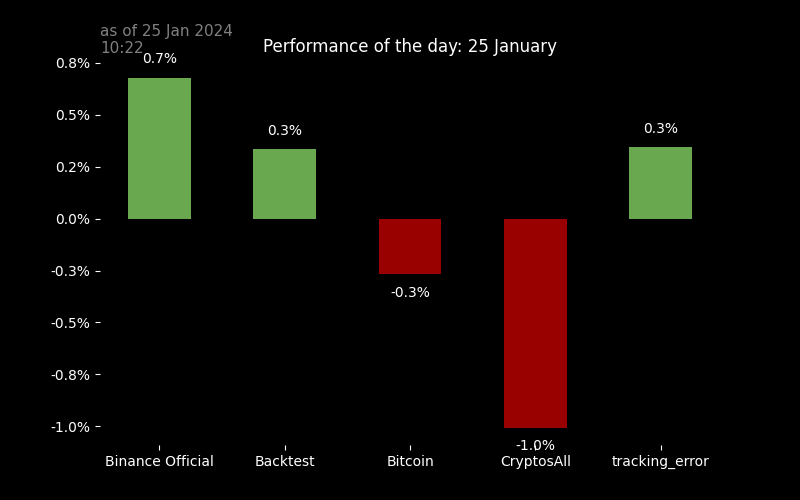 as of 25 Jan 2024
10:22
Performance of the day: 25 January
0.8%
0.5%
0.2%
0.0%
-0.3%
-0.5%
-0.8%
-1.0%
0.7%
0.3%
-0.3%
-1.0%
0.3%
Binance Official
Backtest
Bitcoin
CryptosAll
tracking_error